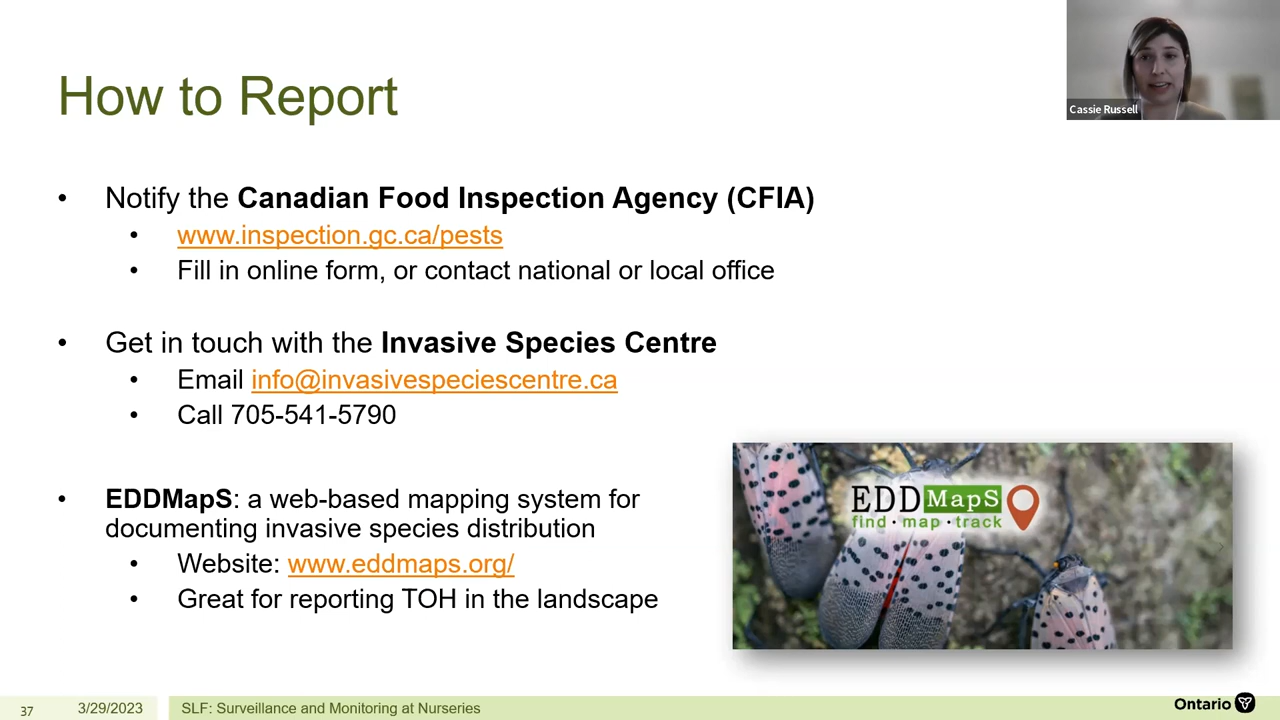 Cassie Russell
How to Report
• Notify the Canadian Food Inspection Agency (CFIA)
• www.inspection.gc.ca/pests
• Fill in online form, or contact national or local office
• Get in touch with the Invasive Species Centre
• Email info@invasivespeciescentre.ca
• Call 705-541-5790
• EDDMapS: a web-based mapping system for
documenting invasive species distribution
• Website: www.eddmaps.org/
• Great for reporting TOH in the landscape
EDDMapS
find · map · track
37 3/29/2023 SLF: Surveillance and Monitoring at Nurseries
Ontario